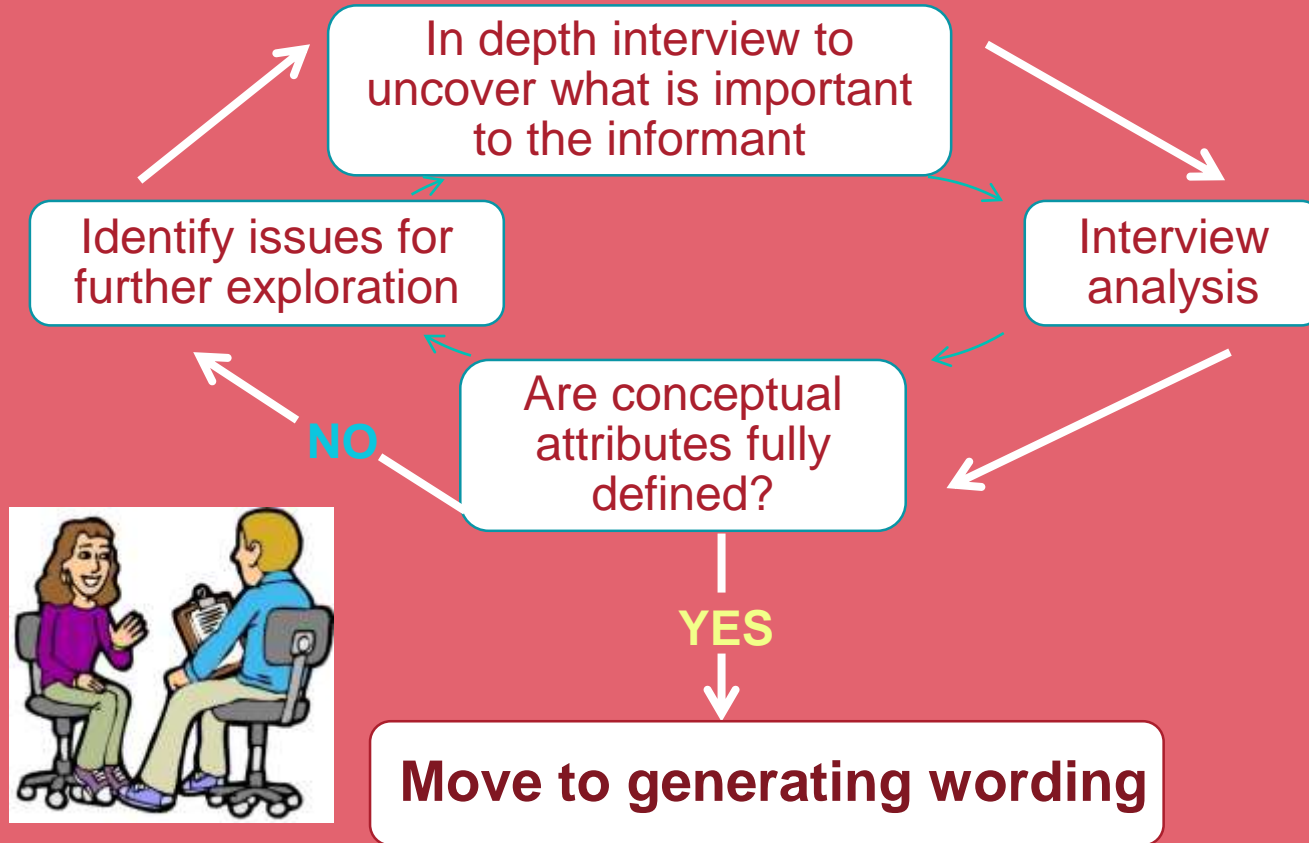 In depth interview to
uncover what is important
to the informant
Identify issues for
further exploration
Interview
analysis
Are conceptual
attributes fully
defined?
NO
YES
Move to generating wording